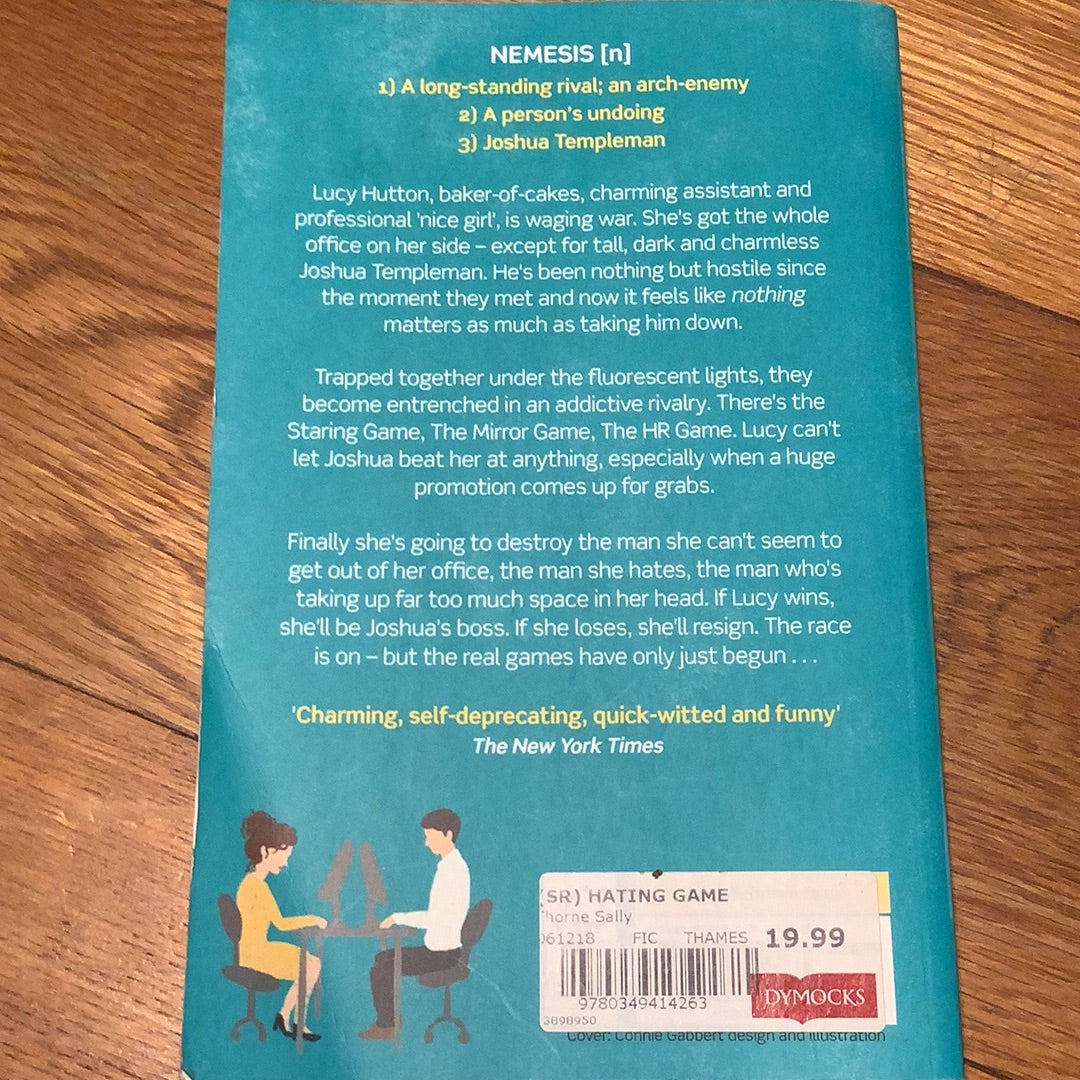 NEMESIS [n]
1) A long-standing rival; an arch-enemy
2) A person's undoing
3) Joshua Templeman
Lucy Hutton, baker-of-cakes, charming assistant and
professional 'nice girl', is waging war. She's got the whole
office on her side – except for tall, dark and charmless
Joshua Templeman. He's been nothing but hostile since
the moment they met and now it feels like nothing
matters as much as taking him down.
Trapped together under the fluorescent lights, they
become entrenched in an addictive rivalry. There's the
Staring Game, The Mirror Game, The HR Game. Lucy can't
let Joshua beat her at anything, especially when a huge
promotion comes up for grabs.
Finally she's going to destroy the man she can't seem to
get out of her office, the man she hates, the man who's
taking up far too much space in her head. If Lucy wins,
she'll be Joshua's boss. If she loses, she'll resign. The race
is on – but the real games have only just begun . . .
'Charming, self-deprecating, quick-witted and funny'
The New York Times
(SR) HATING GAME
horne Sally
061218 FIC THAMES 19.99
9780349414263
DYMOCKS
3898950
Cover: Connie Gabbert design and illustration